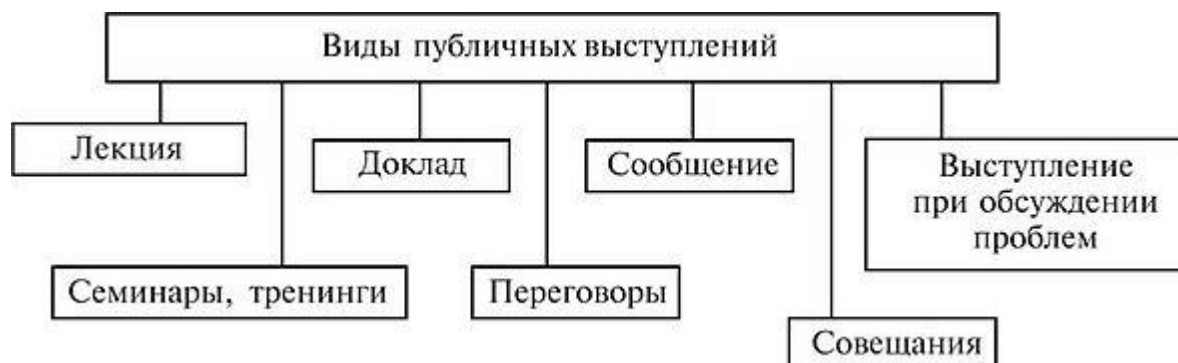 Виды публичных выступлений
Лекция
Доклад
Сообщение
Выступление
при обсуждении
проблем
Семинары, тренинги
Переговоры
Совещания